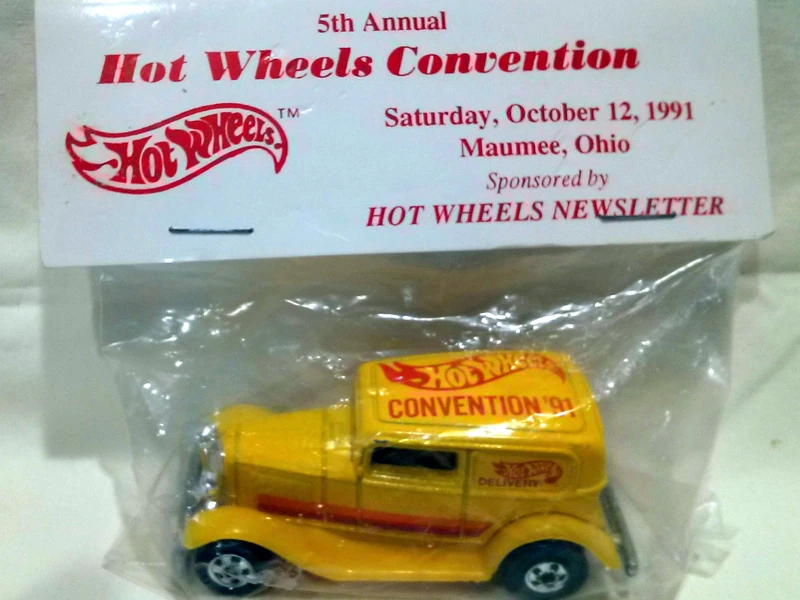 5th Annual
Hot Wheels Convention
Hot Wheels. TM
Saturday, October 12, 1991
Maumee, Ohio
Sponsored by
HOT WHEELS NEWSLETTER
Hot Wheels
CONVENTION '91
Hot Wheels
DELIVERY